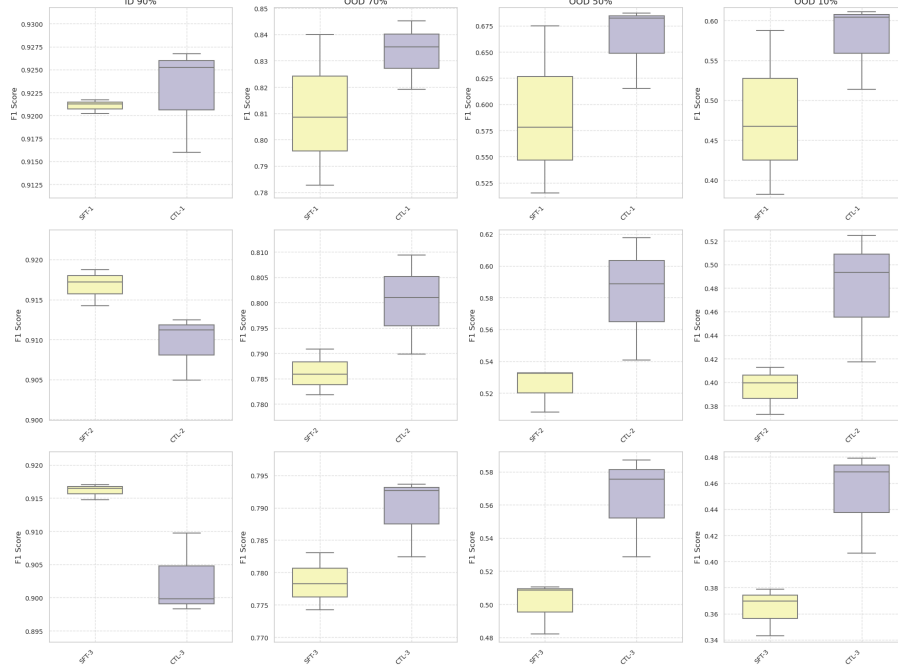 ID 90%
OOD 70%
OOD 50%
OOD 10%
F1 Score
0.9300
0.9275
0.9250
0.9225
0.9200
0.9175
0.9150
0.9125
SFT-1
CTL-1
F1 Score
0.85
0.84
0.83
0.82
0.81
0.80
0.79
0.78
SFT-1
CTL-1
F1 Score
0.675
0.650
0.625
0.600
0.575
0.550
0.525
SFT-1
CTL-1
F1 Score
0.60
0.50
0.40
SFT-1
CTL-1
F1 Score
0.920
0.915
0.910
0.905
0.900
SFT-2
CTL-2
F1 Score
0.810
0.805
0.800
0.795
0.790
0.785
0.780
SFT-2
CTL-2
F1 Score
0.62
0.60
0.58
0.56
0.54
0.52
SFT-2
CTL-2
F1 Score
0.52
0.50
0.48
0.46
0.44
0.42
0.40
0.38
SFT-2
CTL-2
F1 Score
0.920
0.915
0.910
0.905
0.900
0.895
SFT-3
CTL-3
F1 Score
0.795
0.790
0.785
0.780
0.775
0.770
SFT-3
CTL-3
F1 Score
0.58
0.56
0.54
0.52
0.50
0.48
SFT-3
CTL-3
F1 Score
0.48
0.46
0.44
0.42
0.40
0.38
0.36
0.34
SFT-3
CTL-3